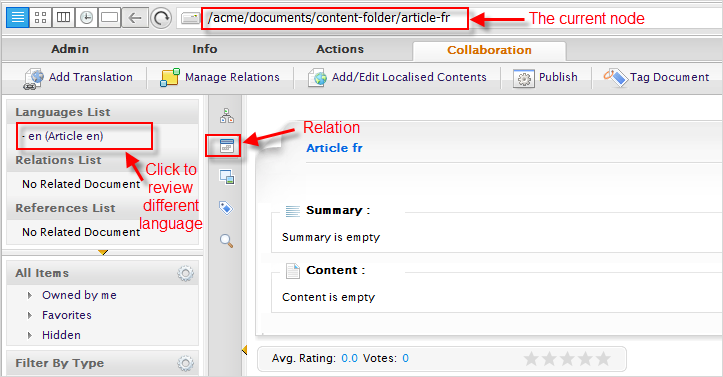 /acme/documents/content-folder/article-fr
The current node
Admin
Info
Actions
Collaboration
Add Translation
Manage Relations
Add/Edit Localised Contents
Publish
Tag Document
Languages List
- en (Article en)
Relations List
No Related Document
References List
No Related Document
Click to
review
different
language
Relation
Article fr
Summary :
Summary is empty
Content :
Content is empty
All Items
Owned by me
Favorites
Hidden
Filter By Type
Avg. Rating: 0.0 Votes: 0